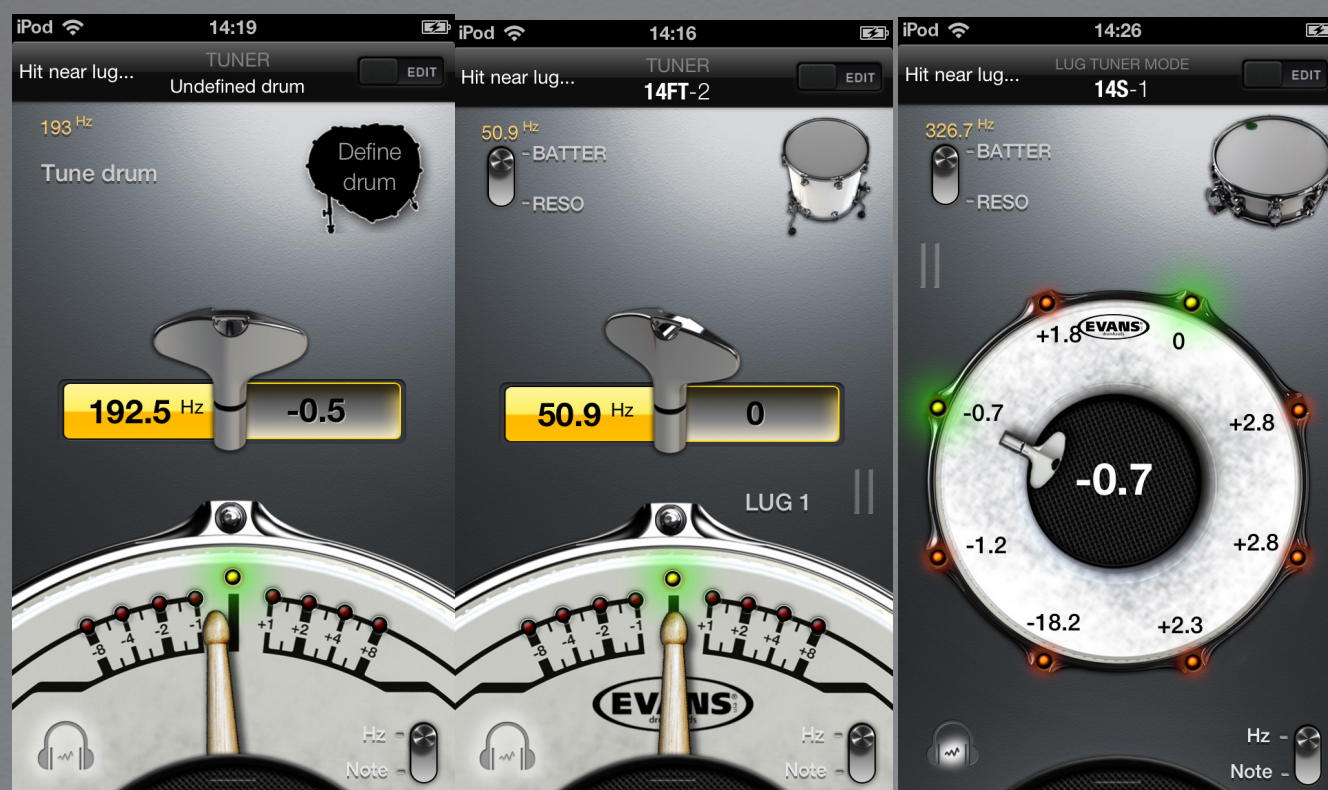 iPod 14:19
Hit near lug...
TUNER
Undefined drum
EDIT
193 Hz
Tune drum
Define
drum
192.5 Hz -0.5
-8 -4 -2 -1 +1 +2 +4 +8
Hz -
Note -
iPod 14:16
Hit near lug...
TUNER
14FT-2
EDIT
50.9 Hz
-BATTER
-RESO
50.9 Hz 0
LUG 1
-8 -4 -2 -1 +1 +2 +4 +8
EVANS
Hz -
Note -
iPod 14:26
Hit near lug...
LUG TUNER MODE
14S-1
EDIT
326.7 Hz
-BATTER
-RESO
+1.8 EVANS 0
drumheads
-0.7 +2.8
-0.7
-1.2 +2.8
-18.2 +2.3
Hz -
Note -